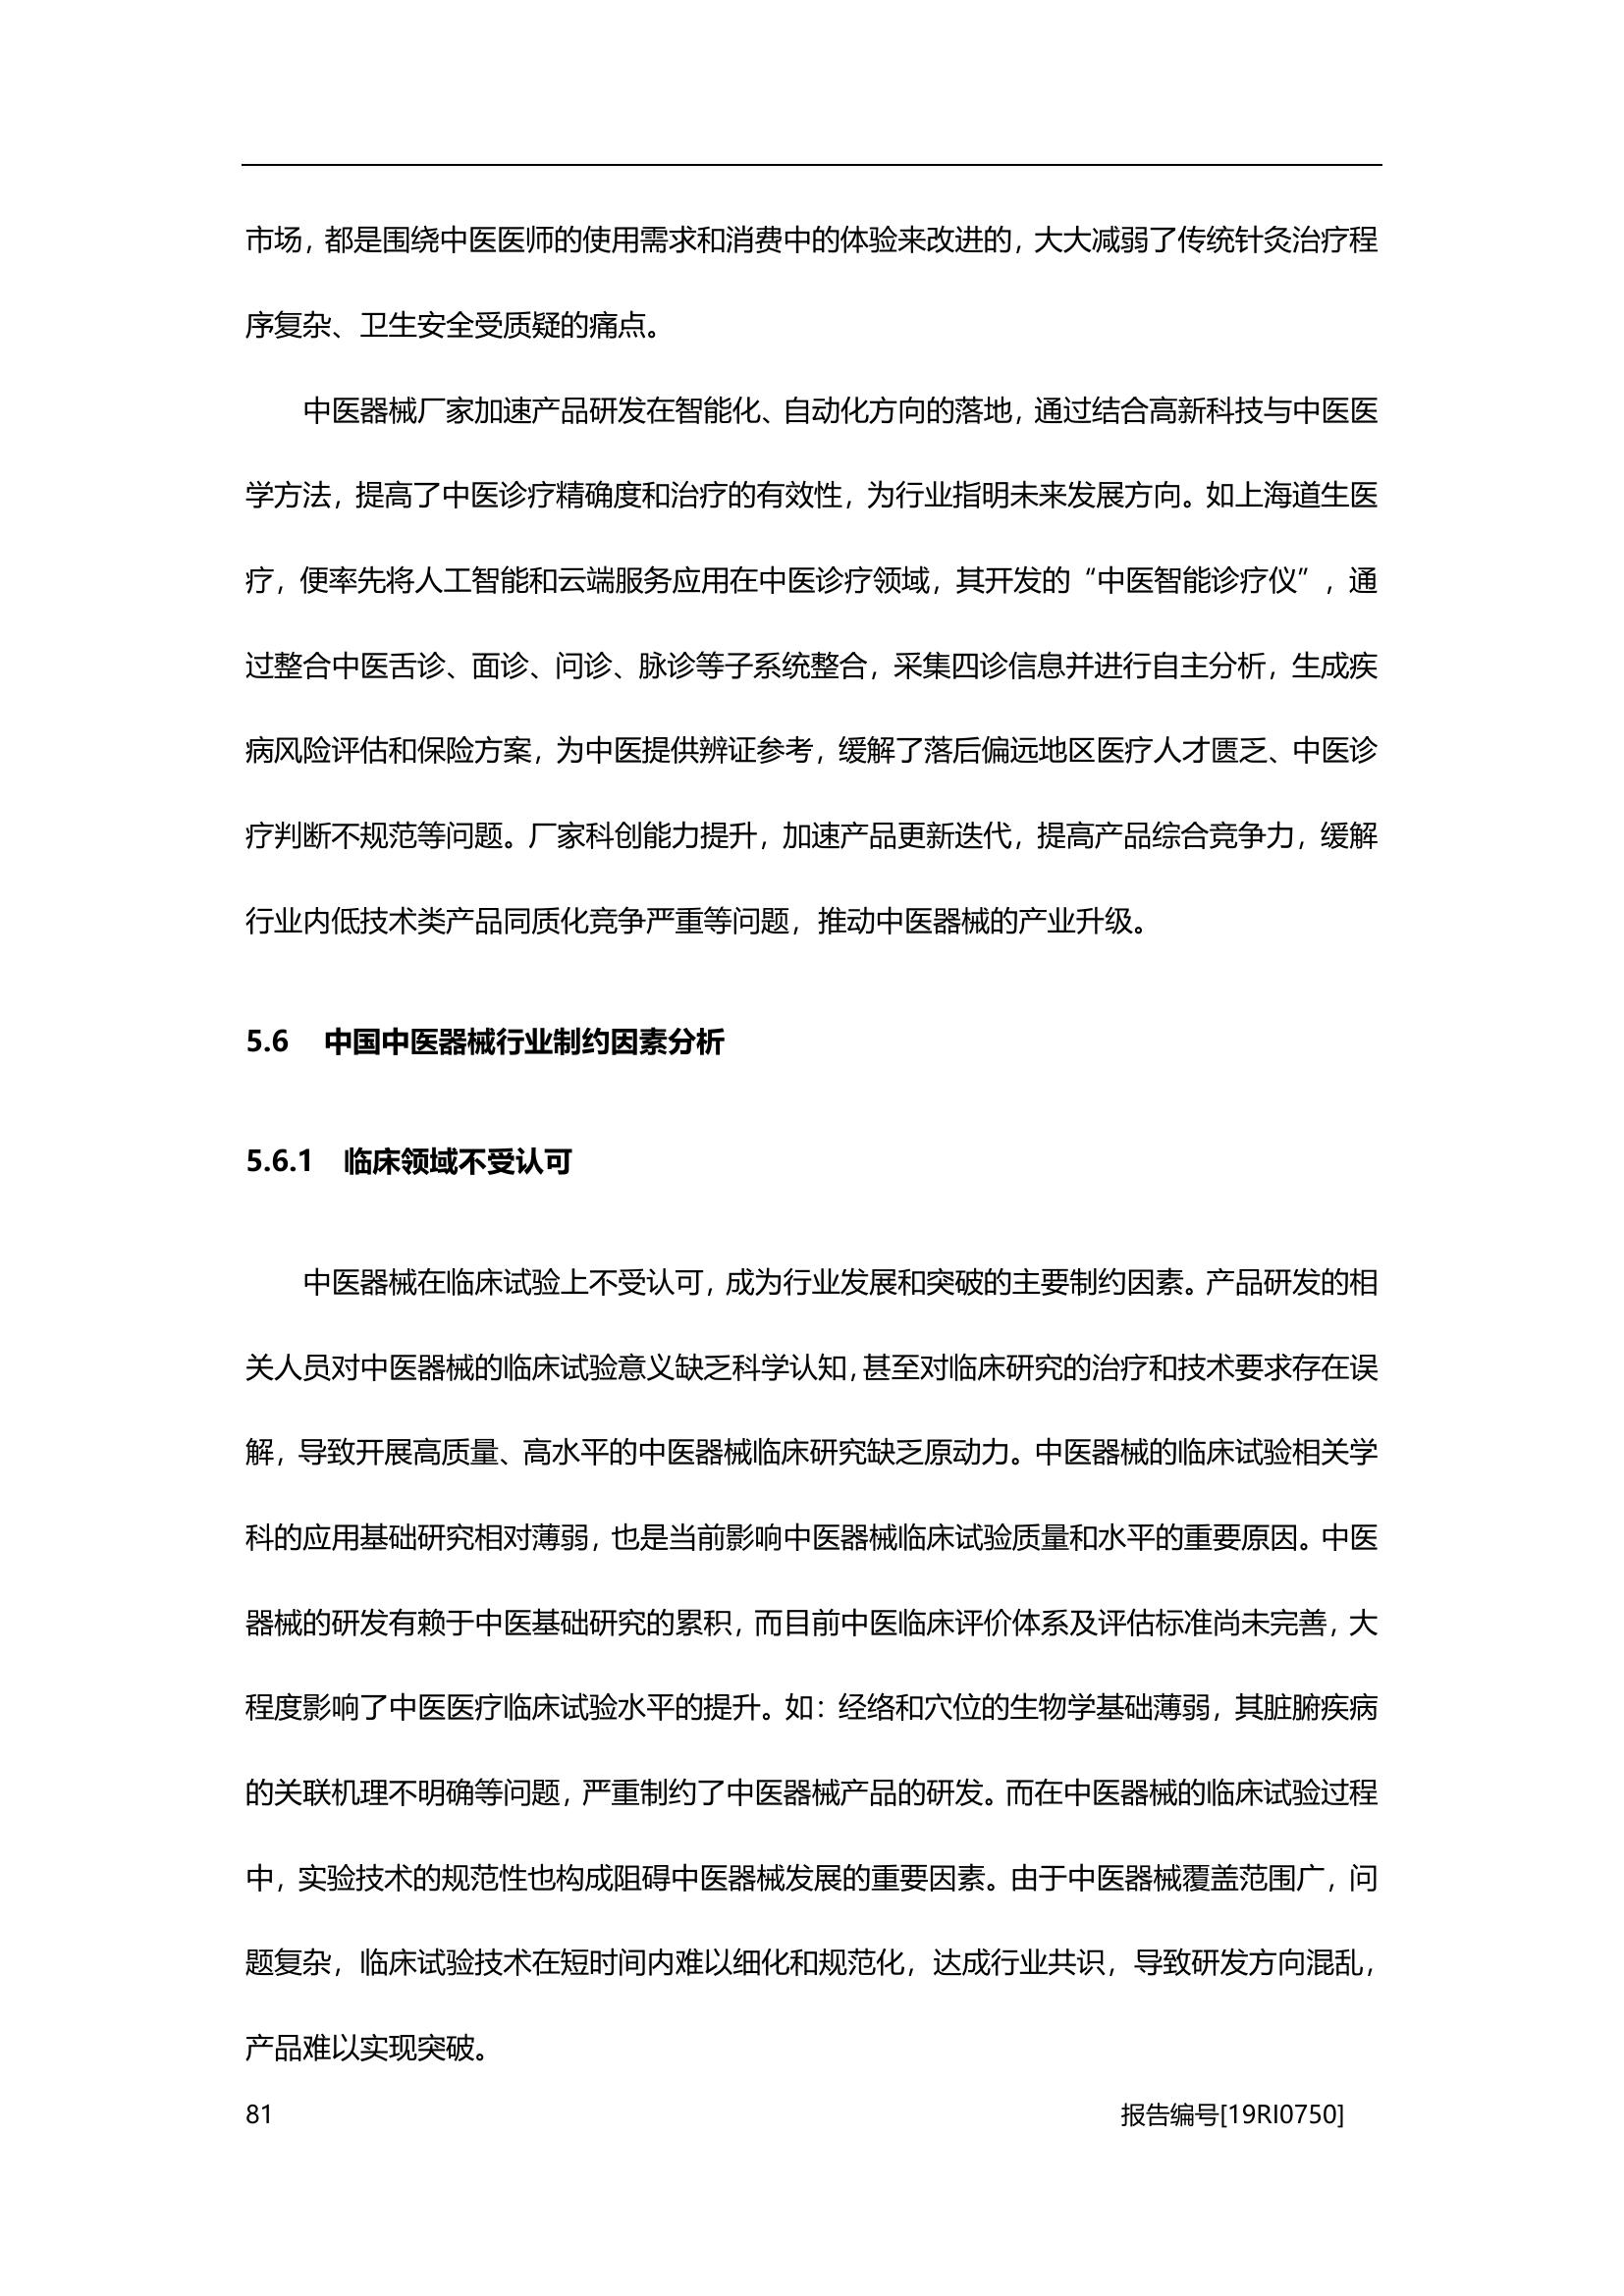 市场，都是围绕中医医师的使用需求和消费中的体验来改进的，大大减弱了传统针灸治疗程
序复杂、卫生安全受质疑的痛点。
中医器械厂家加速产品研发在智能化、自动化方向的落地，通过结合高新科技与中医医
学方法，提高了中医诊疗精确度和治疗的有效性，为行业指明未来发展方向。如上海道生医
疗，便率先将人工智能和云端服务应用在中医诊疗领域，其开发的“中医智能诊疗仪”，通
过整合中医舌诊、面诊、问诊、脉诊等子系统整合，采集四诊信息并进行自主分析，生成疾
病风险评估和保险方案，为中医提供辨证参考，缓解了落后偏远地区医疗人才匮乏、中医诊
疗判断不规范等问题。厂家科创能力提升，加速产品更新迭代，提高产品综合竞争力，缓解
行业内低技术类产品同质化竞争严重等问题，推动中医器械的产业升级。
5.6 中国中医器械行业制约因素分析
5.6.1 临床领域不受认可
中医器械在临床试验上不受认可，成为行业发展和突破的主要制约因素。产品研发的相
关人员对中医器械的临床试验意义缺乏科学认知，甚至对临床研究的治疗和技术要求存在误
解，导致开展高质量、高水平的中医器械临床研究缺乏原动力。中医器械的临床试验相关学
科的应用基础研究相对薄弱，也是当前影响中医器械临床试验质量和水平的重要原因。中医
器械的研发有赖于中医基础研究的累积，而目前中医临床评价体系及评估标准尚未完善，大
程度影响了中医医疗临床试验水平的提升。如：经络和穴位的生物学基础薄弱，其脏腑疾病
的关联机理不明确等问题，严重制约了中医器械产品的研发。而在中医器械的临床试验过程
中，实验技术的规范性也构成阻碍中医器械发展的重要因素。由于中医器械覆盖范围广，问
题复杂，临床试验技术在短时间内难以细化和规范化，达成行业共识，导致研发方向混乱，
产品难以实现突破。
81 报告编号[19RI0750]